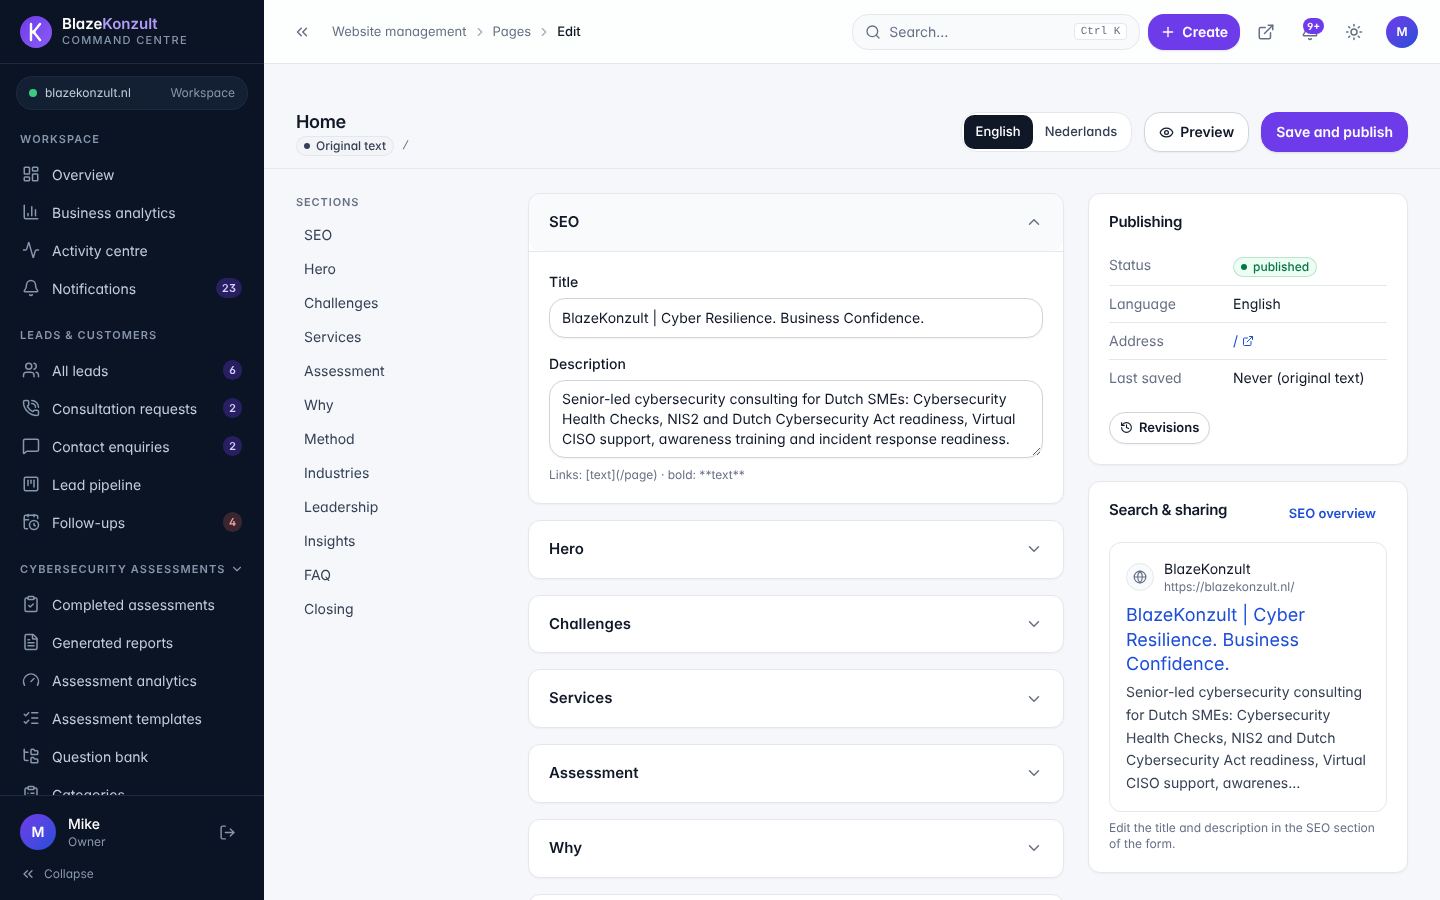 BlazeKonzult
COMMAND CENTRE
blazekonzult.nl Workspace
WORKSPACE
Overview
Business analytics
Activity centre
Notifications 23
LEADS & CUSTOMERS
All leads 6
Consultation requests 2
Contact enquiries 2
Lead pipeline
Follow-ups 4
CYBERSECURITY ASSESSMENTS
Completed assessments
Generated reports
Assessment analytics
Assessment templates
Question bank
Categories
M
Mike
Owner
Collapse
Website management Pages Edit
Search... Ctrl K
Create
9+
M
Home
Original text /
English Nederlands
Preview
Save and publish
SECTIONS
SEO
Hero
Challenges
Services
Assessment
Why
Method
Industries
Leadership
Insights
FAQ
Closing
SEO
Title
BlazeKonzult | Cyber Resilience. Business Confidence.
Description
Senior-led cybersecurity consulting for Dutch SMEs: Cybersecurity
Health Checks, NIS2 and Dutch Cybersecurity Act readiness, Virtual
CISO support, awareness training and incident response readiness.
Links: [text](/page) · bold: **text**
Hero
Challenges
Services
Assessment
Why
Publishing
Status published
Language English
Address /
Last saved Never (original text)
Revisions
Search & sharing SEO overview
BlazeKonzult
https://blazekonzult.nl/
BlazeKonzult | Cyber
Resilience. Business
Confidence.
Senior-led cybersecurity consulting
for Dutch SMEs: Cybersecurity
Health Checks, NIS2 and Dutch
Cybersecurity Act readiness, Virtual
CISO support, awarenes...
Edit the title and description in the SEO section
of the form.